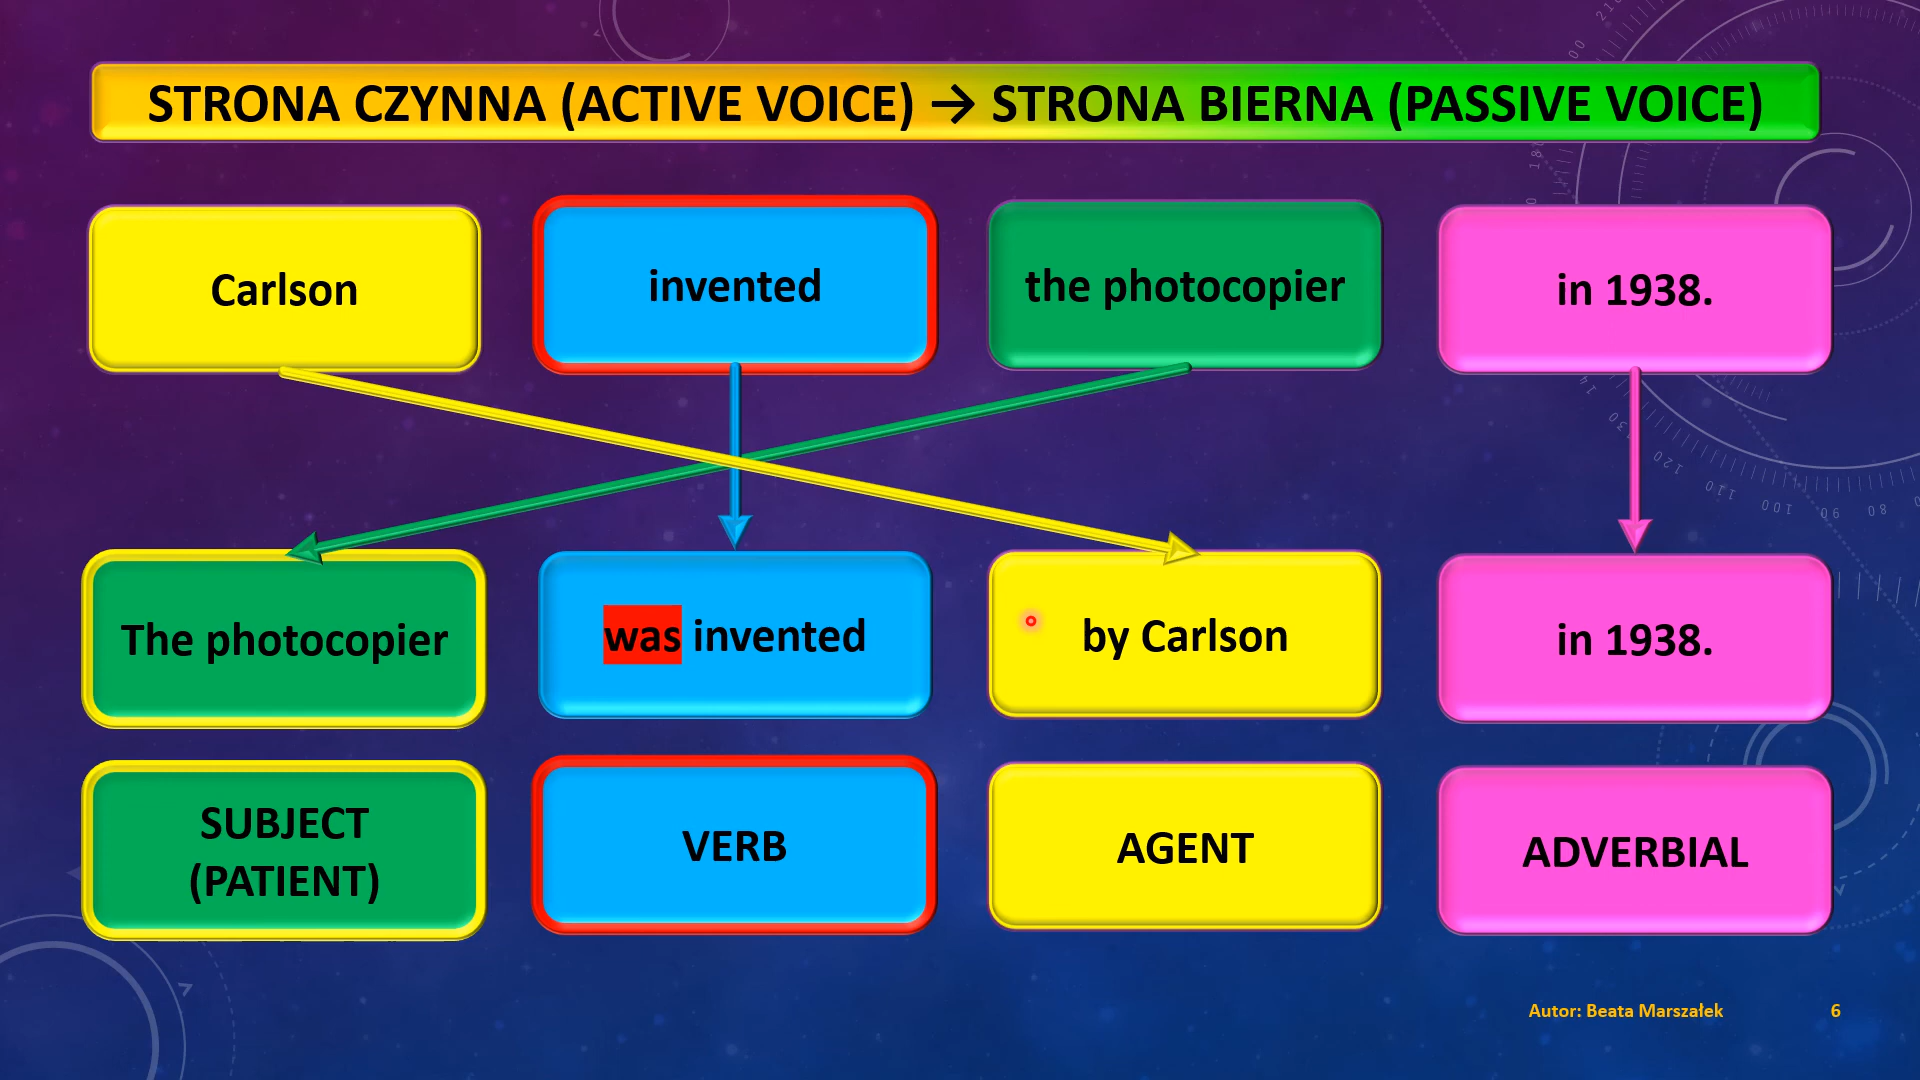 STRONA CZYNNA (ACTIVE VOICE) → STRONA BIERNA (PASSIVE VOICE)
Carlson
invented
the photocopier
in 1938.
The photocopier
was invented
by Carlson
in 1938.
SUBJECT
(PATIENT)
VERB
AGENT
ADVERBIAL
Autor: Beata Marszałek
6